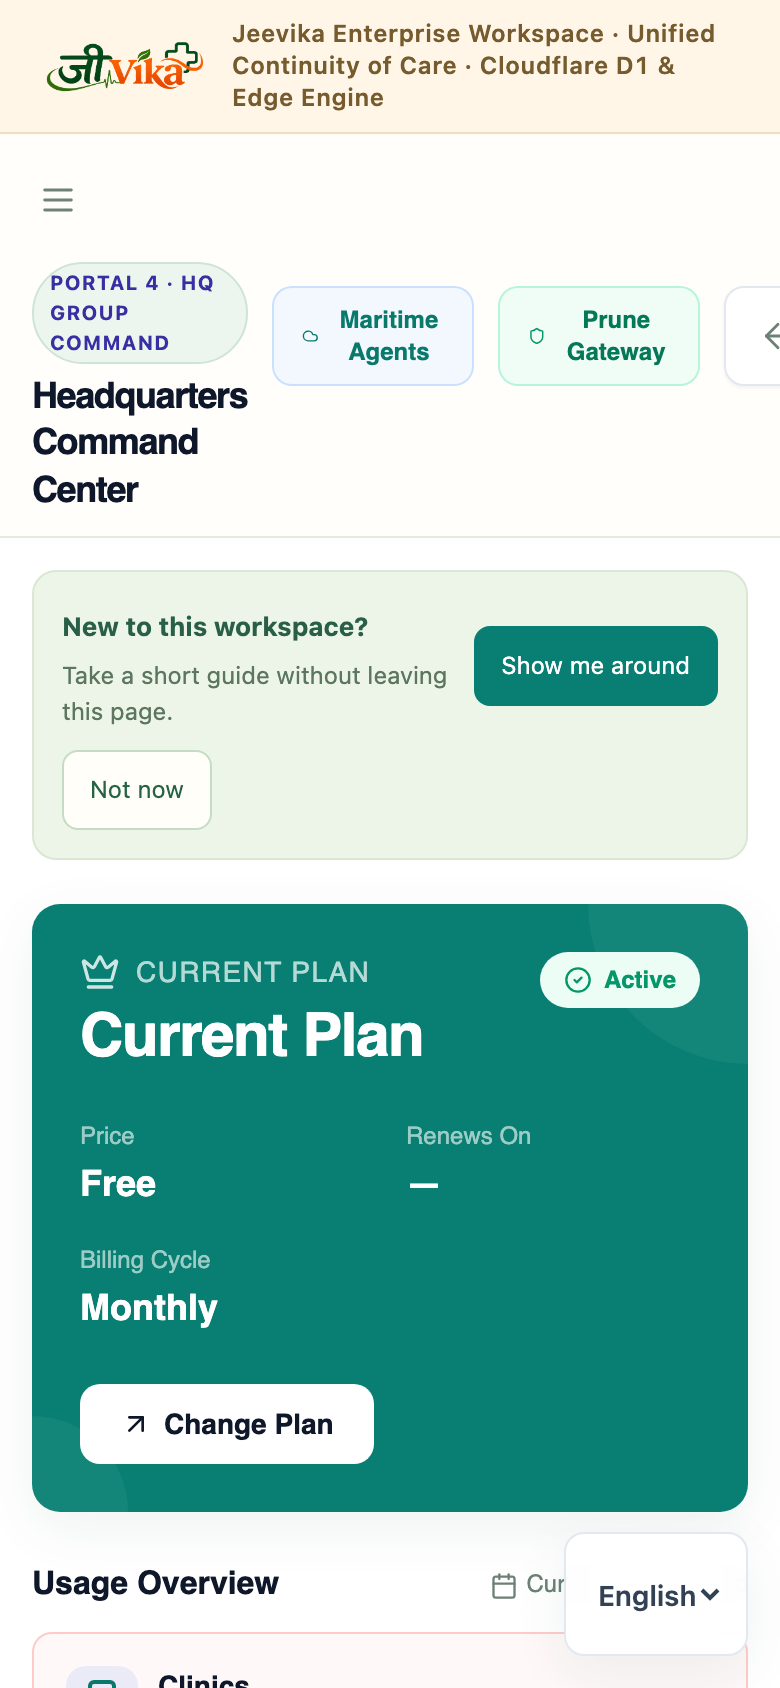 जीvika
Jeevika Enterprise Workspace · Unified
Continuity of Care · Cloudflare D1 &
Edge Engine
PORTAL 4 · HQ
GROUP
COMMAND
Headquarters
Command
Center
Maritime
Agents
Prune
Gateway
New to this workspace?
Take a short guide without leaving
this page.
Show me around
Not now
CURRENT PLAN
Active
Current Plan
Price
Renews On
Free
—
Billing Cycle
Monthly
Change Plan
Usage Overview
Cur
English
Clinics